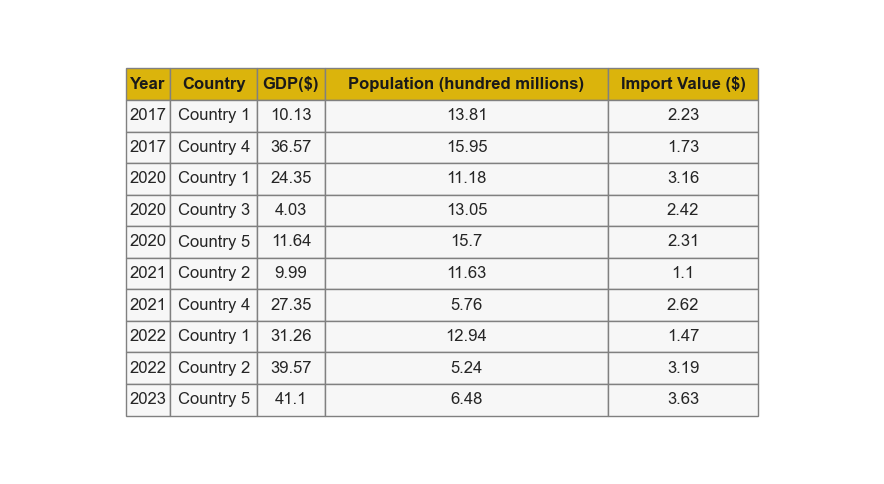 Year Country GDP($) Population (hundred millions) Import Value ($)
2017 Country 1 10.13 13.81 2.23
2017 Country 4 36.57 15.95 1.73
2020 Country 1 24.35 11.18 3.16
2020 Country 3 4.03 13.05 2.42
2020 Country 5 11.64 15.7 2.31
2021 Country 2 9.99 11.63 1.1
2021 Country 4 27.35 5.76 2.62
2022 Country 1 31.26 12.94 1.47
2022 Country 2 39.57 5.24 3.19
2023 Country 5 41.1 6.48 3.63